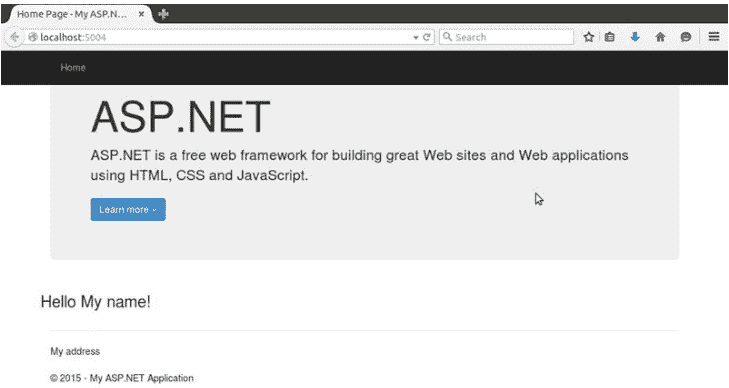 Home Page - My ASP.N...
localhost:5004
Search
Home
ASP.NET
ASP.NET is a free web framework for building great Web sites and Web applications
using HTML, CSS and JavaScript.
Learn more »
Hello My name!
My address
© 2015 - My ASP.NET Application